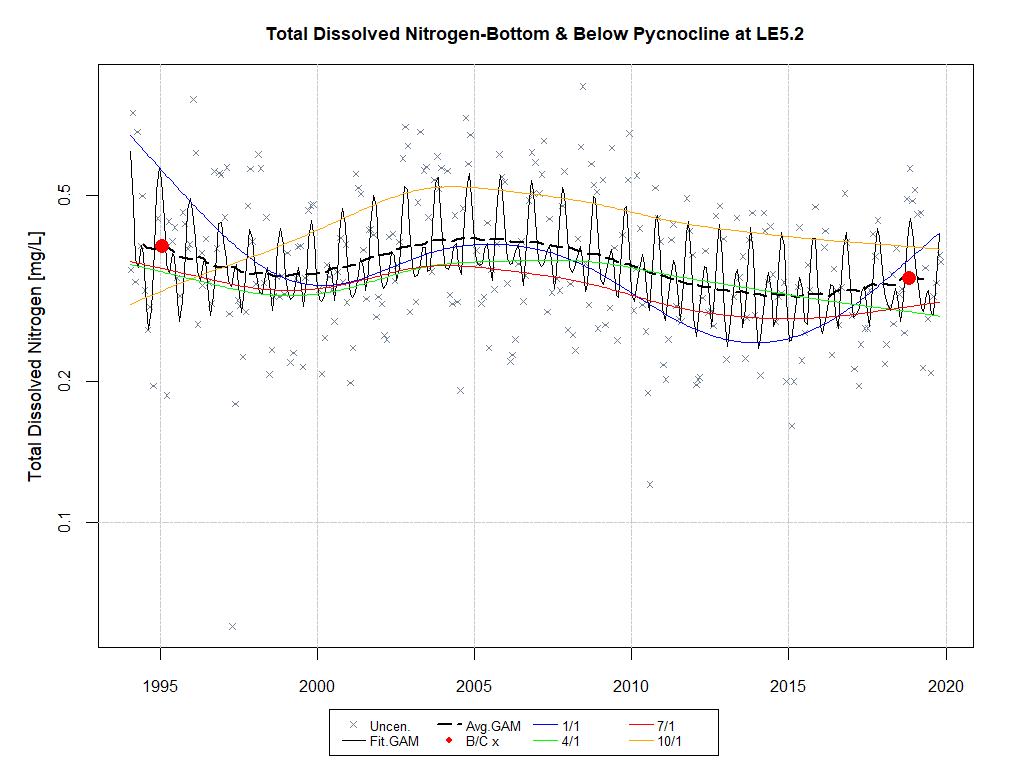 Total Dissolved Nitrogen-Bottom & Below Pycnocline at LE5.2
Total Dissolved Nitrogen [mg/L]
0.5
0.2
0.1
1995 2000 2005 2010 2015 2020
Uncen. Avg.GAM 1/1 7/1
Fit.GAM B/C x 4/1 10/1